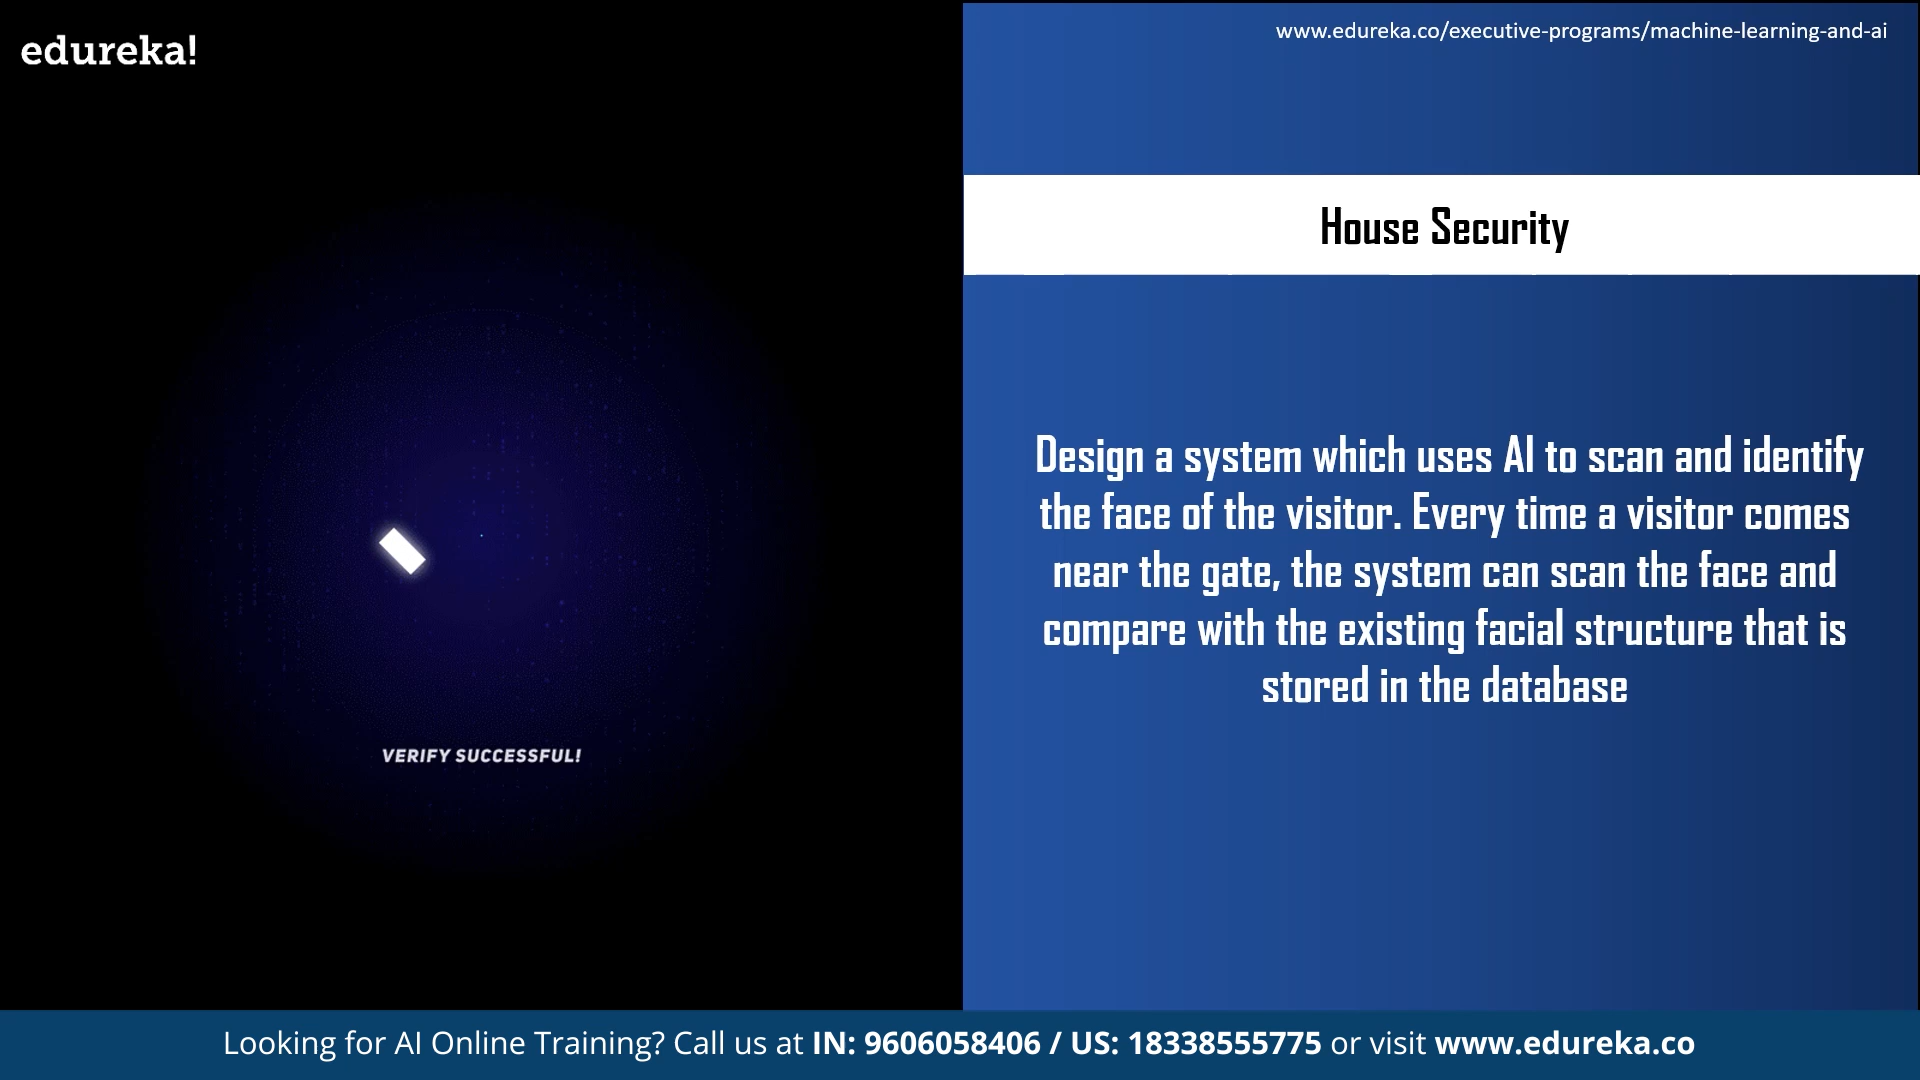 edureka!
www.edureka.co/executive-programs/machine-learning-and-ai
House Security
Design a system which uses AI to scan and identify
the face of the visitor. Every time a visitor comes
near the gate, the system can scan the face and
compare with the existing facial structure that is
stored in the database
VERIFY SUCCESSFUL!
Looking for AI Online Training? Call us at IN: 9606058406 / US: 18338555775 or visit www.edureka.co